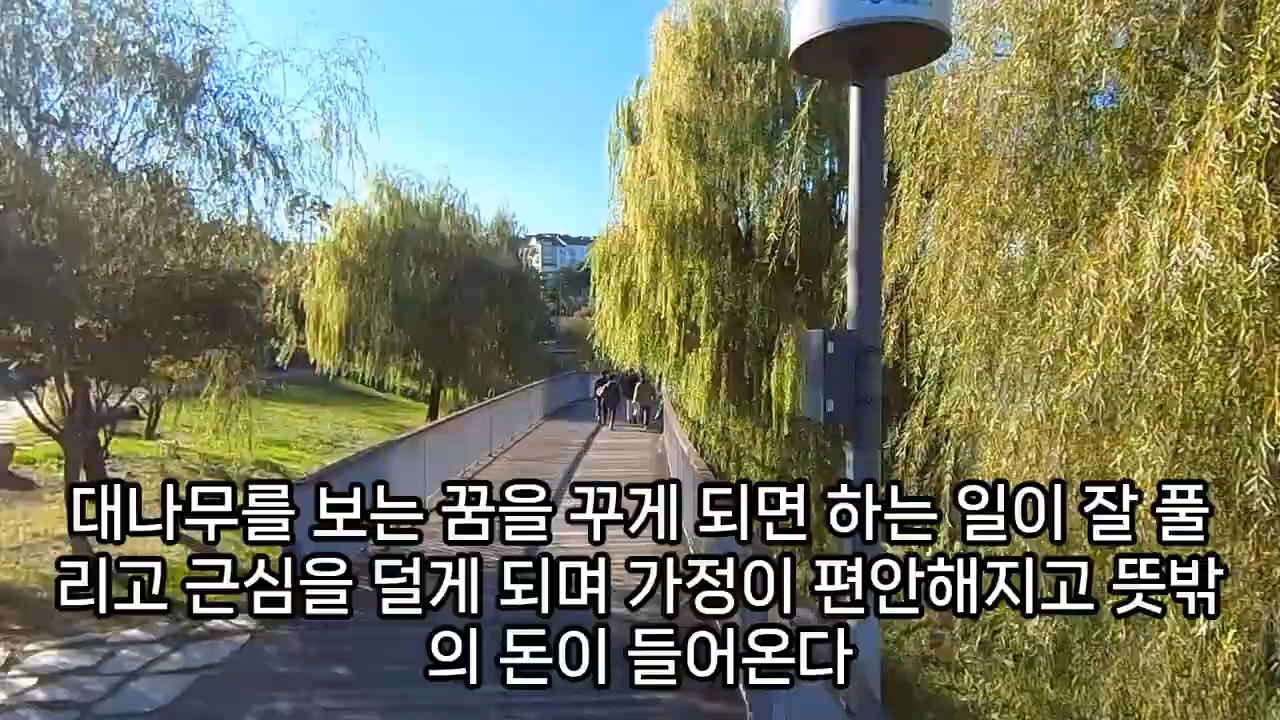 대나무를 보는 꿈을 꾸게 되면 하는 일이 잘 풀
리고 근심을 덜게 되며 가정이 편안해지고 뜻밖
의 돈이 들어온다